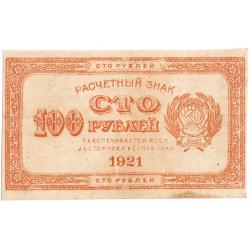 СТО РУБЛЕЙ
РАСЧЕТНЫЙ ЗНАК
СТО
100 РУБЛЕЙ
ОБЕСПЕЧИВАЕТСЯ ВСЕМ
ДОСТОЯНИЕМ РЕСПУБЛИКИ
1921
СТО РУБЛЕЙ